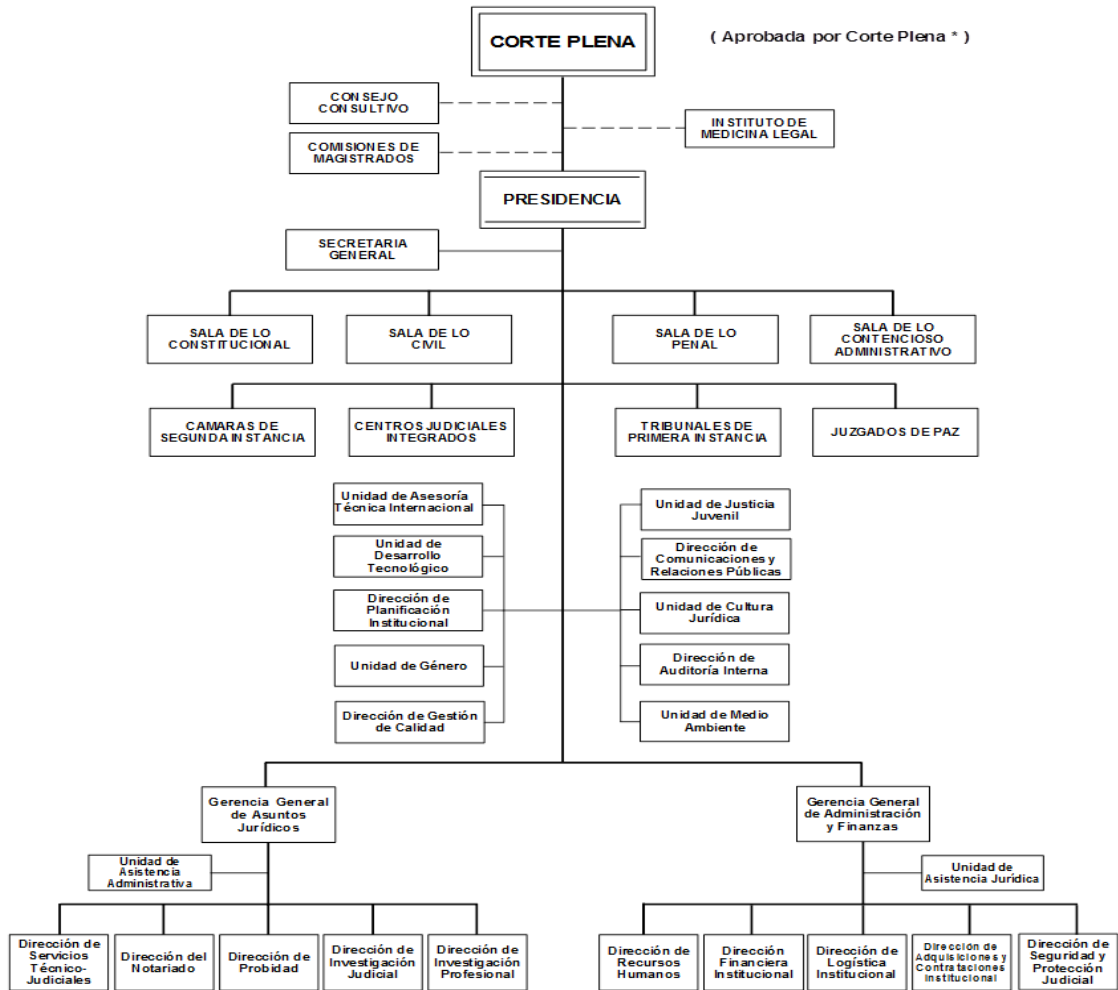 CORTE PLENA
( Aprobada por Corte Plena * )
CONSEJO
CONSULTIVO
INSTITUTO DE
MEDICINA LEGAL
COMISIONES DE
MAGISTRADOS
PRESIDENCIA
SECRETARIA
GENERAL
SALA DE LO
CONSTITUCIONAL
SALA DE LO
CIVIL
SALA DE LO
PENAL
SALA DE LO
CONTENCIOSO
ADMINISTRATIVO
CAMARAS DE
SEGUNDA INSTANCIA
CENTROS JUDICIALES
INTEGRADOS
TRIBUNALES DE
PRIMERA INSTANCIA
JUZGADOS DE PAZ
Unidad de Asesoría
Técnica Internacional
Unidad de
Desarrollo
Tecnológico
Dirección de
Planificación
Institucional
Unidad de Género
Dirección de Gestión
de Calidad
Unidad de Justicia
Juvenil
Dirección de
Comunicaciones y
Relaciones Públicas
Unidad de Cultura
Jurídica
Dirección de
Auditoría Interna
Unidad de Medio
Ambiente
Gerencia General
de Asuntos
Jurídicos
Gerencia General
de Administración
y Finanzas
Unidad de
Asistencia
Administrativa
Unidad de
Asistencia Jurídica
Dirección de
Servicios
Técnico-
Judiciales
Dirección del
Notariado
Dirección
de Probidad
Dirección de
Investigación
Judicial
Dirección de
Investigación
Profesional
Dirección de
Recursos
Humanos
Dirección
Financiera
Institucional
Dirección de
Logística
Institucional
Dirección de
Adquisiciones y
Contrataciones
Institucional
Dirección de
Seguridad y
Protección
Judicial